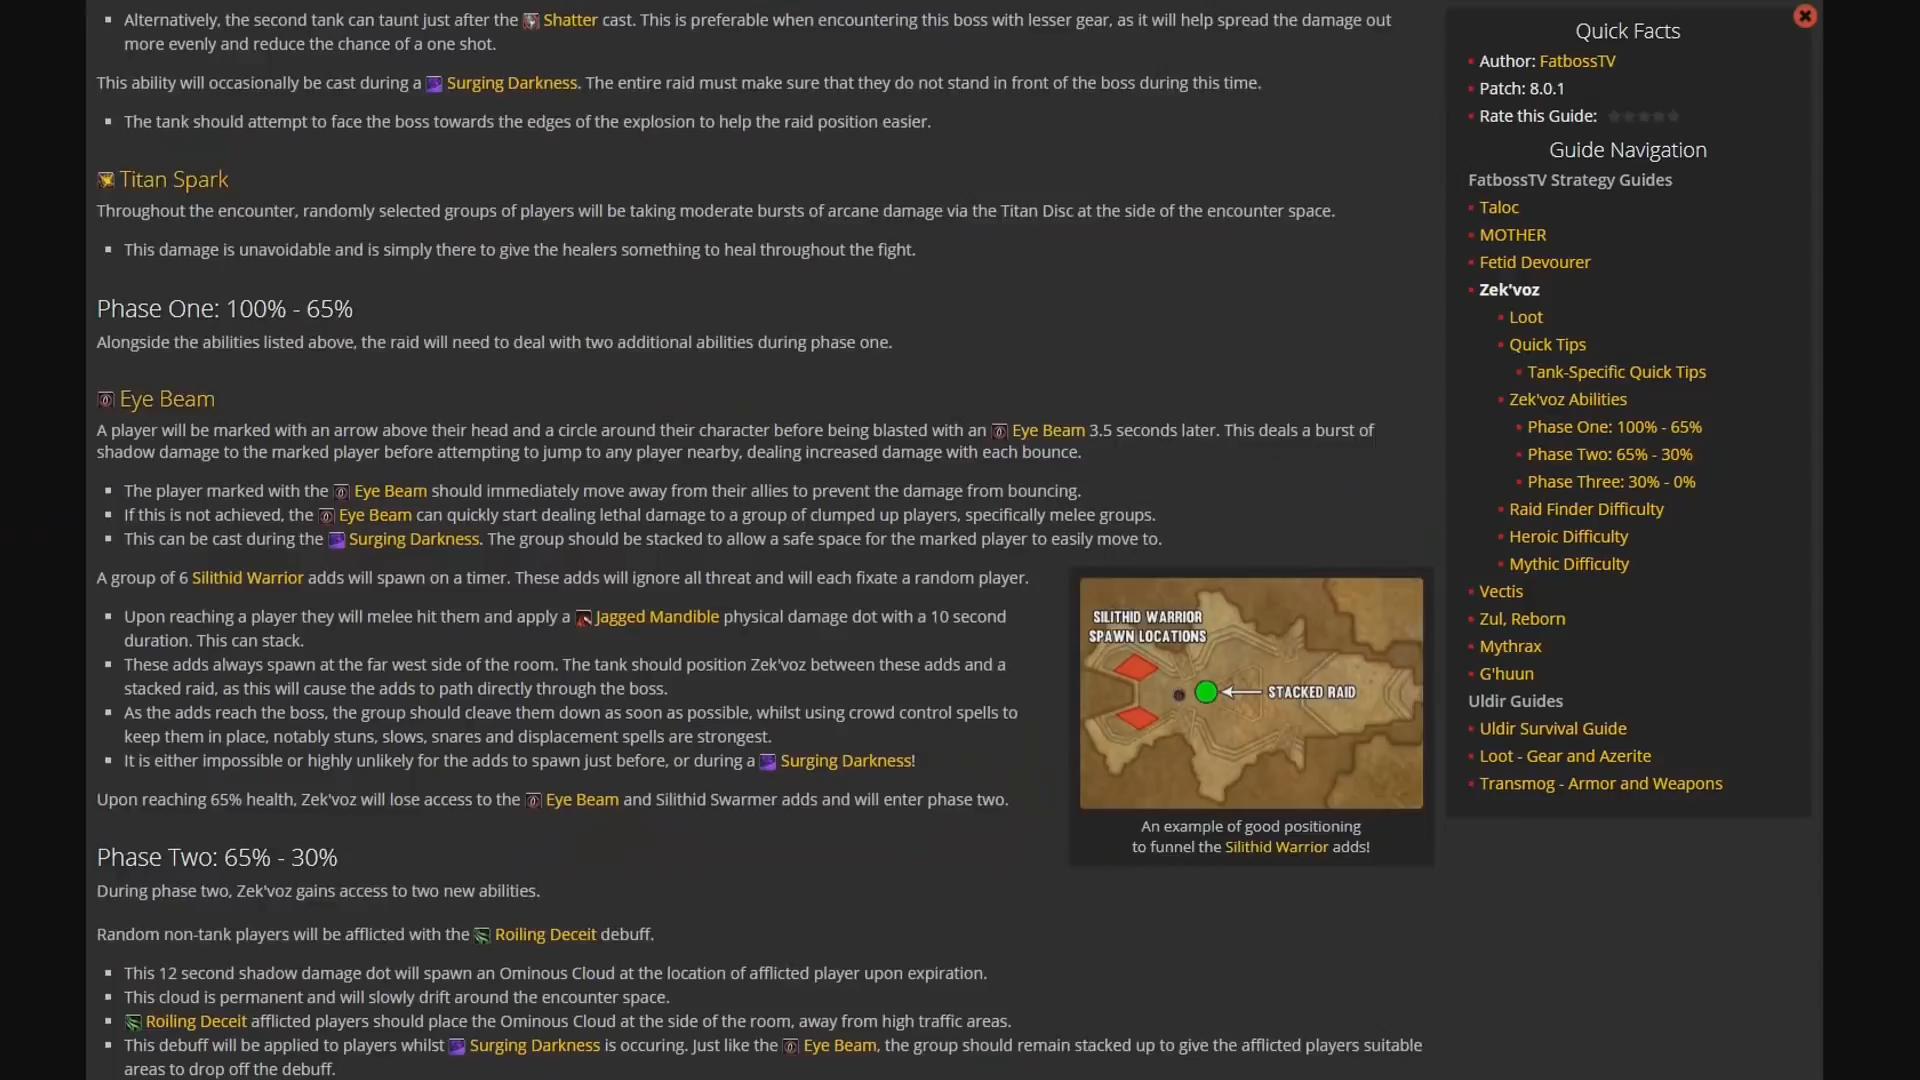 Alternatively, the second tank can taunt just after the Shatter cast. This is preferable when encountering this boss with lesser gear, as it will help spread the damage out
more evenly and reduce the chance of a one shot.
This ability will occasionally be cast during a Surging Darkness. The entire raid must make sure that they do not stand in front of the boss during this time.
The tank should attempt to face the boss towards the edges of the explosion to help the raid position easier.
Titan Spark
Throughout the encounter, randomly selected groups of players will be taking moderate bursts of arcane damage via the Titan Disc at the side of the encounter space.
This damage is unavoidable and is simply there to give the healers something to heal throughout the fight.
Phase One: 100% - 65%
Alongside the abilities listed above, the raid will need to deal with two additional abilities during phase one.
Eye Beam
A player will be marked with an arrow above their head and a circle around their character before being blasted with an Eye Beam 3.5 seconds later. This deals a burst of
shadow damage to the marked player before attempting to jump to any player nearby, dealing increased damage with each bounce.
The player marked with the Eye Beam should immediately move away from their allies to prevent the damage from bouncing.
If this is not achieved, the Eye Beam can quickly start dealing lethal damage to a group of clumped up players, specifically melee groups.
This can be cast during the Surging Darkness. The group should be stacked to allow a safe space for the marked player to easily move to.
A group of 6 Silithid Warrior adds will spawn on a timer. These adds will ignore all threat and will each fixate a random player.
Upon reaching a player they will melee hit them and apply a Jagged Mandible physical damage dot with a 10 second
duration. This can stack.
These adds always spawn at the far west side of the room. The tank should position Zek'voz between these adds and a
stacked raid, as this will cause the adds to path directly through the boss.
As the adds reach the boss, the group should cleave them down as soon as possible, whilst using crowd control spells to
keep them in place, notably stuns, slows, snares and displacement spells are strongest.
It is either impossible or highly unlikely for the adds to spawn just before, or during a Surging Darkness!
Upon reaching 65% health, Zek'voz will lose access to the Eye Beam and Silithid Swarmer adds and will enter phase two.
SILITHID WARRIOR
SPAWN LOCATIONS
STACKED RAID
An example of good positioning
to funnel the Silithid Warrior adds!
Phase Two: 65% - 30%
During phase two, Zek'voz gains access to two new abilities.
Random non-tank players will be afflicted with the Roiling Deceit debuff.
This 12 second shadow damage dot will spawn an Ominous Cloud at the location of afflicted player upon expiration.
This cloud is permanent and will slowly drift around the encounter space.
Roiling Deceit afflicted players should place the Ominous Cloud at the side of the room, away from high traffic areas.
This debuff will be applied to players whilst Surging Darkness is occuring. Just like the Eye Beam, the group should remain stacked up to give the afflicted players suitable
areas to drop off the debuff.
Quick Facts
Author: FatbossTV
Patch: 8.0.1
Rate this Guide:
Guide Navigation
FatbossTV Strategy Guides
Taloc
MOTHER
Fetid Devourer
Zek'voz
Loot
Quick Tips
Tank-Specific Quick Tips
Zek'voz Abilities
Phase One: 100% - 65%
Phase Two: 65% - 30%
Phase Three: 30% - 0%
Raid Finder Difficulty
Heroic Difficulty
Mythic Difficulty
Vectis
Zul, Reborn
Mythrax
G'huun
Uldir Guides
Uldir Survival Guide
Loot - Gear and Azerite
Transmog - Armor and Weapons